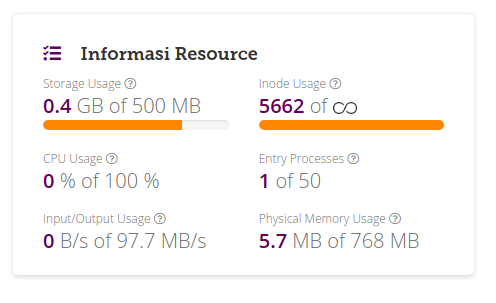 Informasi Resource
Storage Usage ?
Inode Usage ?
0.4 GB of 500 MB
5662 of ∞
CPU Usage ?
Entry Processes ?
0 % of 100 %
1 of 50
Input/Output Usage ?
Physical Memory Usage ?
0 B/s of 97.7 MB/s
5.7 MB of 768 MB